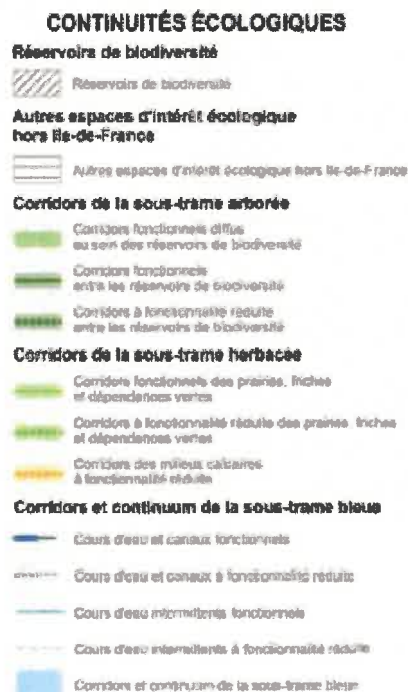 CONTINUITÉS ÉCOLOGIQUES
Réservoirs de biodiversité
Réservoirs de biodiversité
Autres espaces d'intérêt écologique
hors Ile-de-France
Autres espaces d'intérêt écologique hors Ile-de-France
Corridors de la sous-trame arborée
Corridors fonctionnels diffus
au sein des réservoirs de biodiversité
Corridors fonctionnels
entre les réservoirs de biodiversité
Corridors à fonctionnalité réduite
entre les réservoirs de biodiversité
Corridors de la sous-trame herbacée
Corridors fonctionnels des prairies, friches
et dépendances vertes
Corridors à fonctionnalité réduite des prairies, friches
et dépendances vertes
Corridors des milieux calcaires
à fonctionnalité réduite
Corridors et continuum de la sous-trame bleue
Cours d'eau et canaux fonctionnels
Cours d'eau et canaux à fonctionnalité réduite
Cours d'eau intermittents fonctionnels
Cours d'eau intermittents à fonctionnalité réduite
Corridors et continuum de la sous-trame bleue